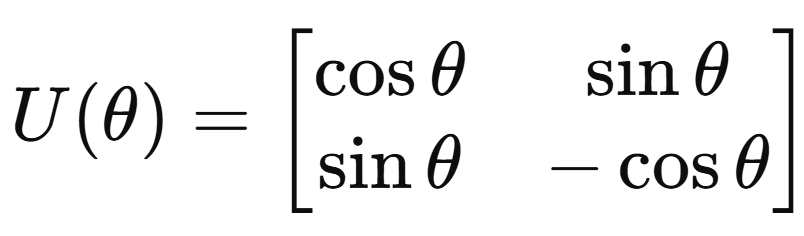 U(θ) = [ cos θ   sin θ
sin θ   − cos θ ]